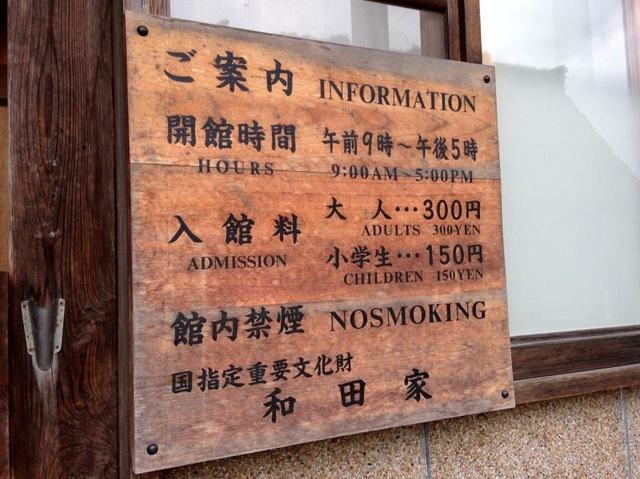 ご案内 INFORMATION
開館時間 午前9時～午後5時
HOURS 9:00AM~5:00PM
入館料 大人…300円
ADULTS 300YEN
ADMISSION 小学生…150円
CHILDREN 150YEN
館内禁煙 NOSMOKING
国指定重要文化財
和田家